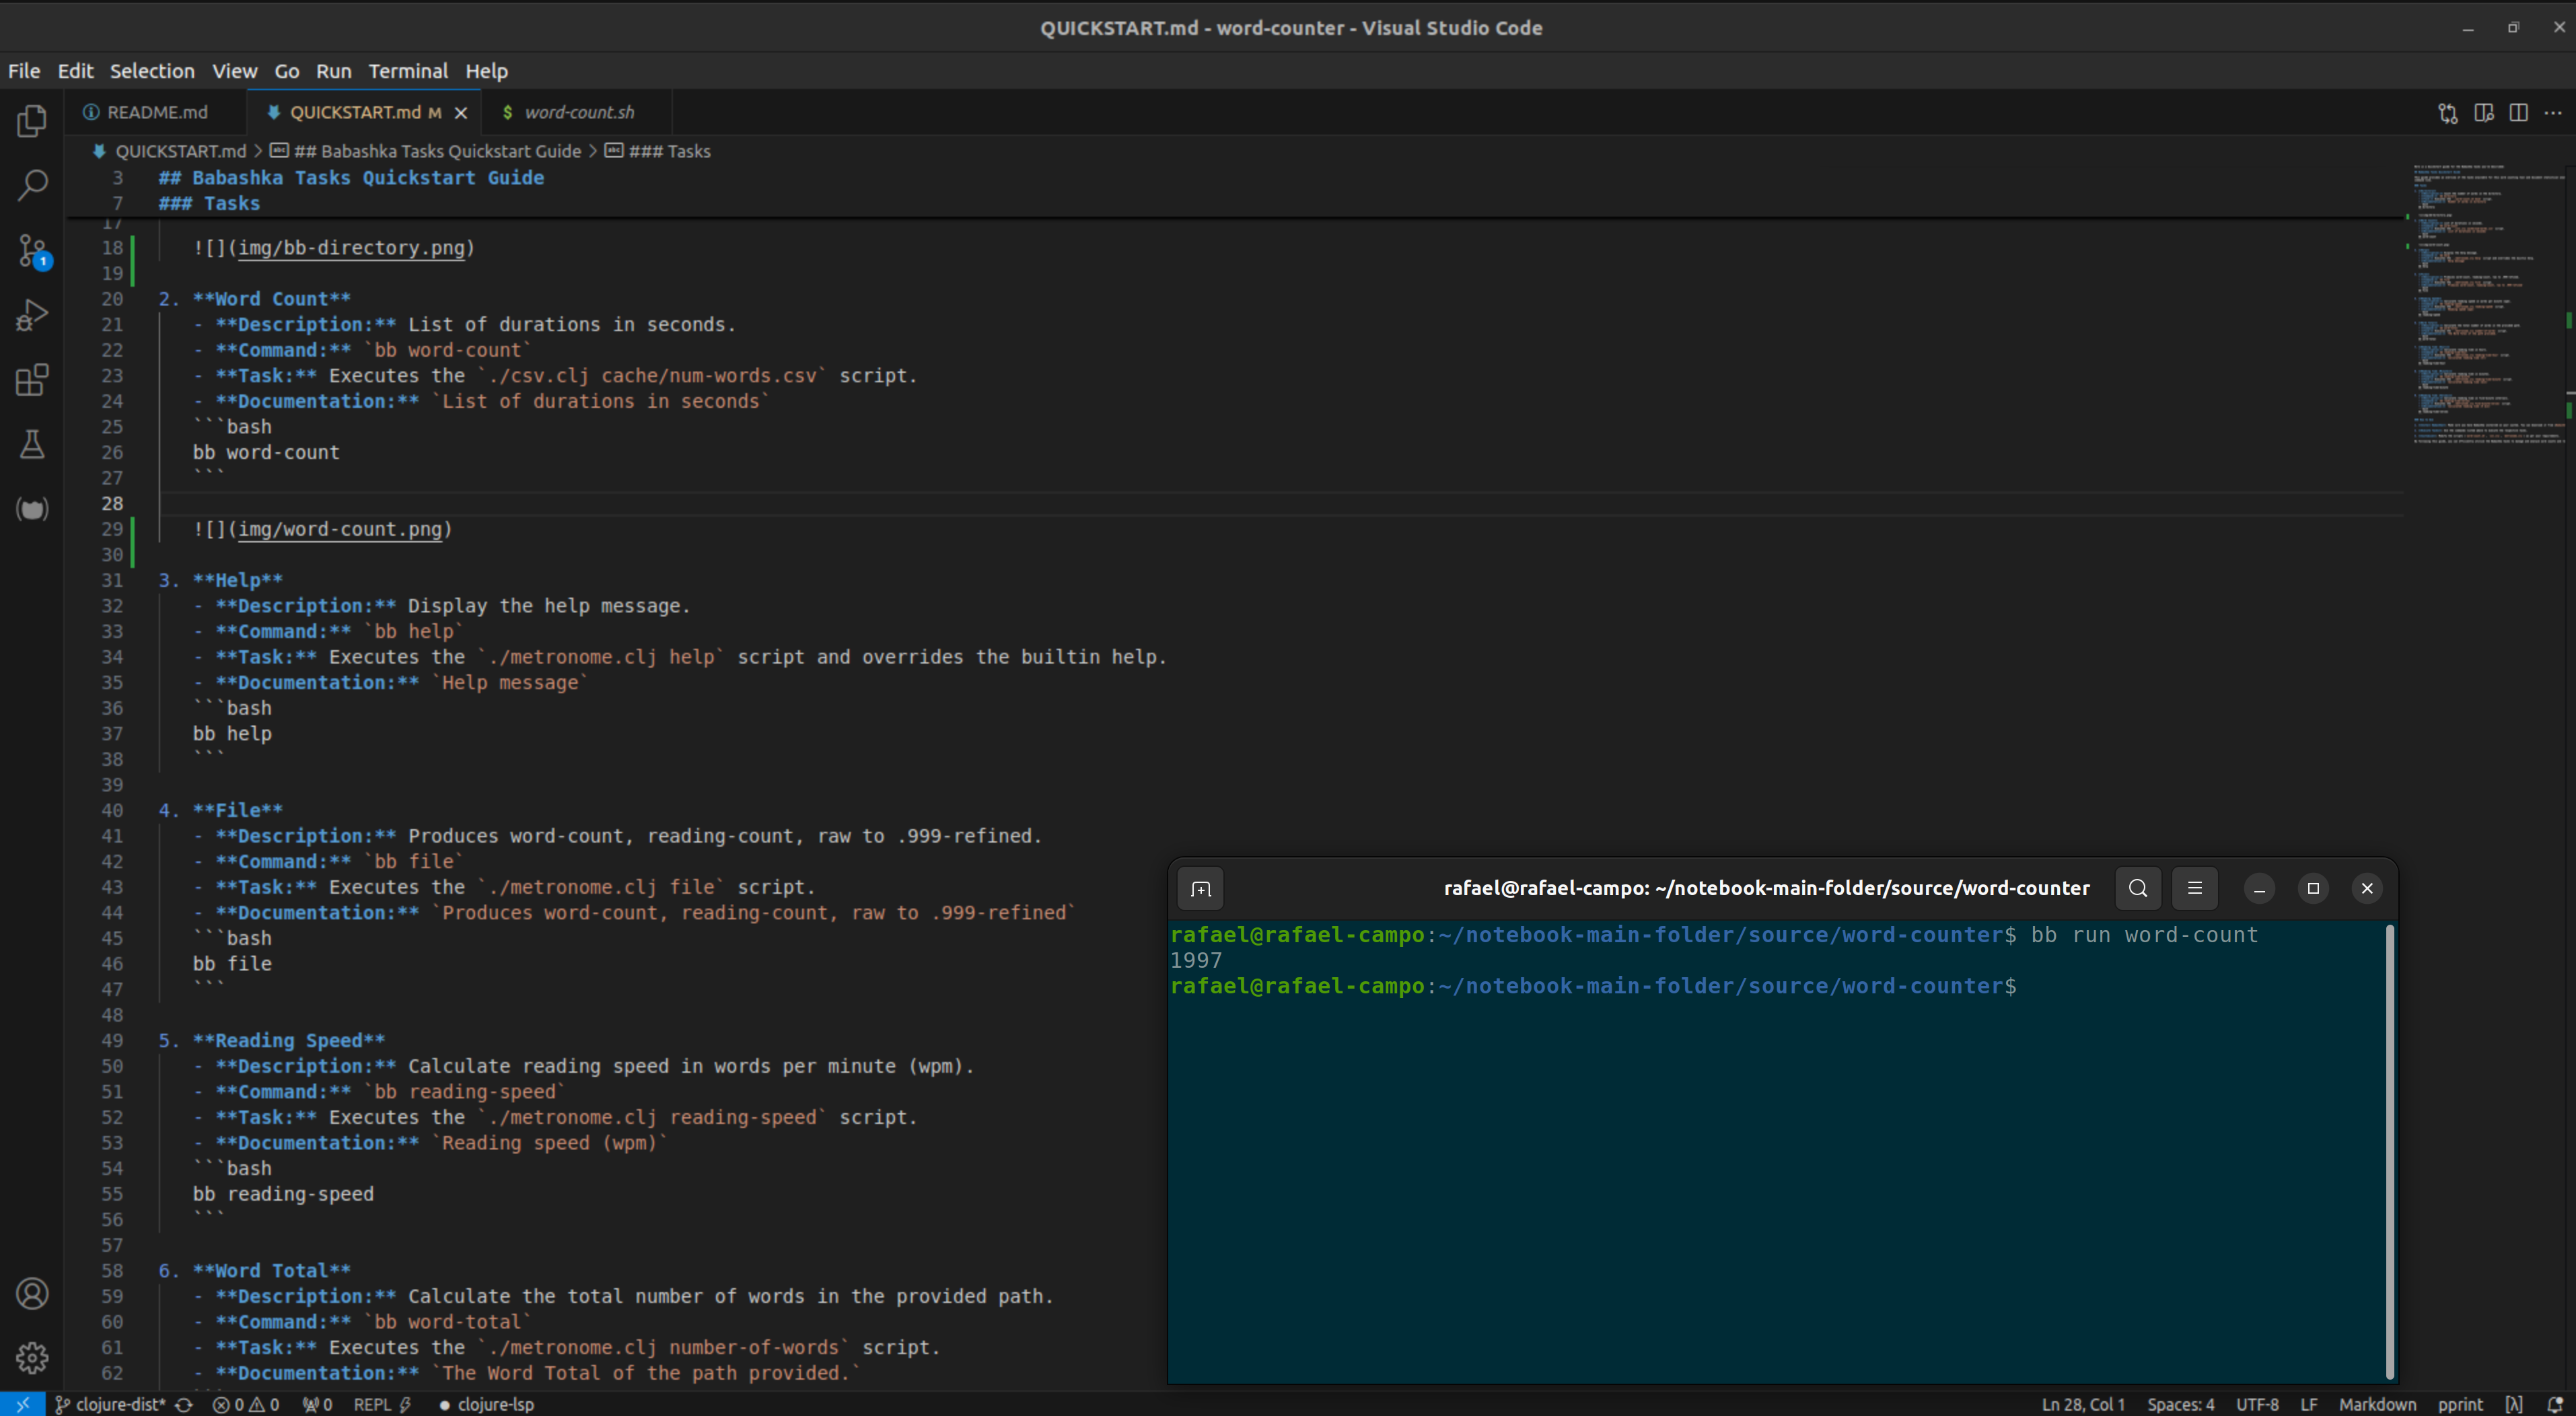 QUICKSTART.md - word-counter - Visual Studio Code
File Edit Selection View Go Run Terminal Help
README.md QUICKSTART.md M word-count.sh
QUICKSTART.md > ## Babashka Tasks Quickstart Guide > ### Tasks
3 ## Babashka Tasks Quickstart Guide
7 ### Tasks
17
18 ![](img/bb-directory.png)
19
20 2. **Word Count**
21 - **Description:** List of durations in seconds.
22 - **Command:** `bb word-count`
23 - **Task:** Executes the `./csv.clj cache/num-words.csv` script.
24 - **Documentation:** `List of durations in seconds`
25 ```bash
26 bb word-count
27 ```
28
29 ![](img/word-count.png)
30
31 3. **Help**
32 - **Description:** Display the help message.
33 - **Command:** `bb help`
34 - **Task:** Executes the `./metronome.clj help` script and overrides the builtin help.
35 - **Documentation:** `Help message`
36 ```bash
37 bb help
38 ```
39
40 4. **File**
41 - **Description:** Produces word-count, reading-count, raw to .999-refined.
42 - **Command:** `bb file`
43 - **Task:** Executes the `./metronome.clj file` script.
44 - **Documentation:** `Produces word-count, reading-count, raw to .999-refined`
45 ```bash
46 bb file
47 ```
48
49 5. **Reading Speed**
50 - **Description:** Calculate reading speed in words per minute (wpm).
51 - **Command:** `bb reading-speed`
52 - **Task:** Executes the `./metronome.clj reading-speed` script.
53 - **Documentation:** `Reading speed (wpm)`
54 ```bash
55 bb reading-speed
56 ```
57
58 6. **Word Total**
59 - **Description:** Calculate the total number of words in the provided path.
60 - **Command:** `bb word-total`
61 - **Task:** Executes the `./metronome.clj number-of-words` script.
62 - **Documentation:** `The Word Total of the path provided.`
rafael@rafael-campo: ~/notebook-main-folder/source/word-counter
rafael@rafael-campo:~/notebook-main-folder/source/word-counter$ bb run word-count
1997
rafael@rafael-campo:~/notebook-main-folder/source/word-counter$
1
clojure-dist* 0 0 0 REPL clojure-lsp Ln 28, Col 1 Spaces: 4 UTF-8 LF Markdown pprint [λ]